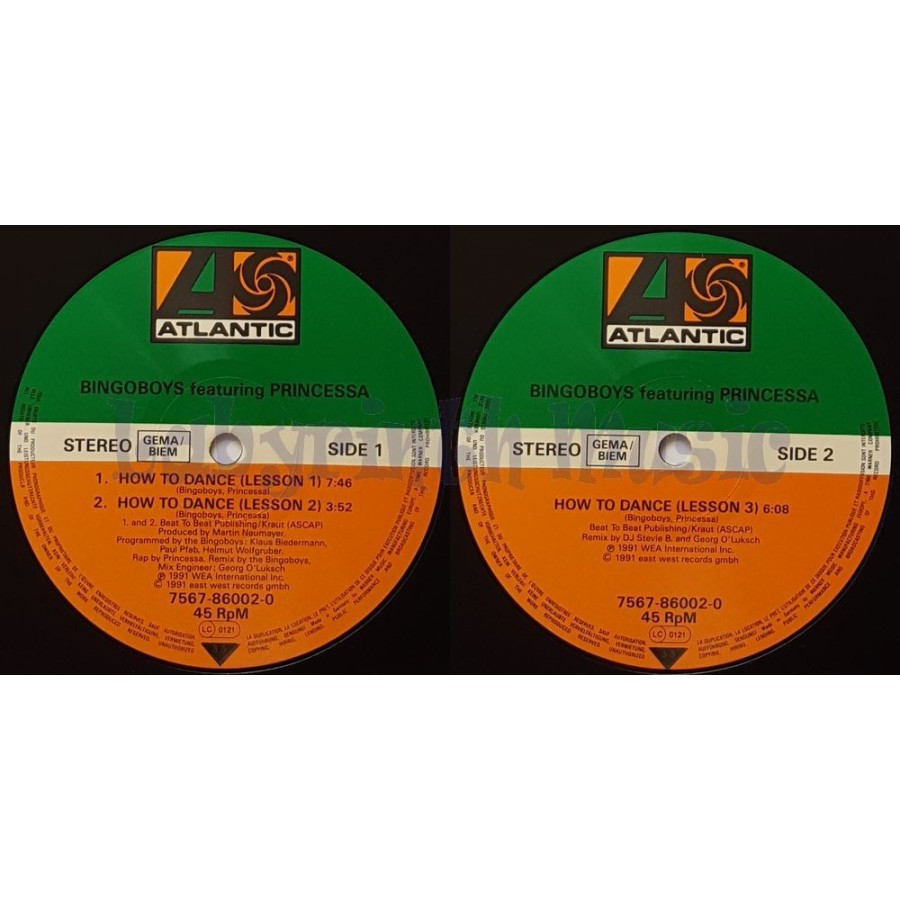 ATLANTIC
BINGOBOYS featuring PRINCESSA
STEREO GEMA/ BIEM SIDE 1
1. HOW TO DANCE (LESSON 1) 7:46
(Bingoboys, Princessa)
2. HOW TO DANCE (LESSON 2) 3:52
(Bingoboys, Princessa)
1. and 2. Beat To Beat Publishing/Kraut (ASCAP)
Produced by Martin Neumayer.
Programmed by the Bingoboys: Klaus Biedermann,
Paul Pfab, Helmut Wolfgruber.
Rap by Princessa, Remix by the Bingoboys,
Mix Engineer; Georg O'Luksch
℗ 1991 WEA International Inc.
© 1991 east west records gmbh
7567-86002-0
45 RpM
LC 0121
33
ATLANTIC
BINGOBOYS featuring PRINCESSA
STEREO GEMA/ BIEM SIDE 2
HOW TO DANCE (LESSON 3) 6:08
(Bingoboys, Princessa)
Beat To Beat Publishing/Kraut (ASCAP)
Remix by DJ Stevie B. and Georg O'Luksch
℗ 1991 WEA International Inc.
© 1991 east west records gmbh
7567-86002-0
45 RpM
LC 0121
33
Labyrinth Music